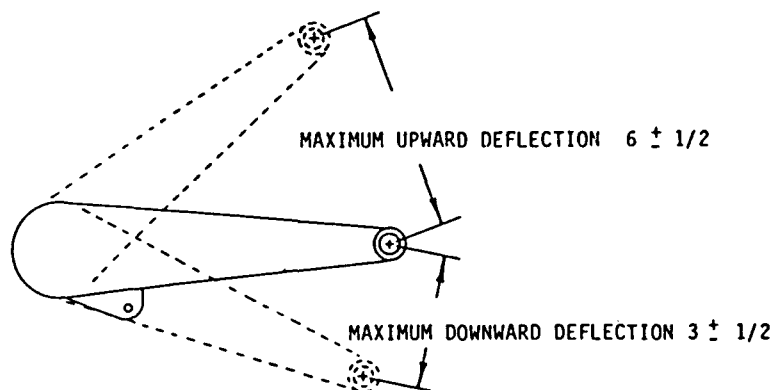 MAXIMUM UPWARD DEFLECTION 6 ± 1/2
MAXIMUM DOWNWARD DEFLECTION 3 ± 1/2